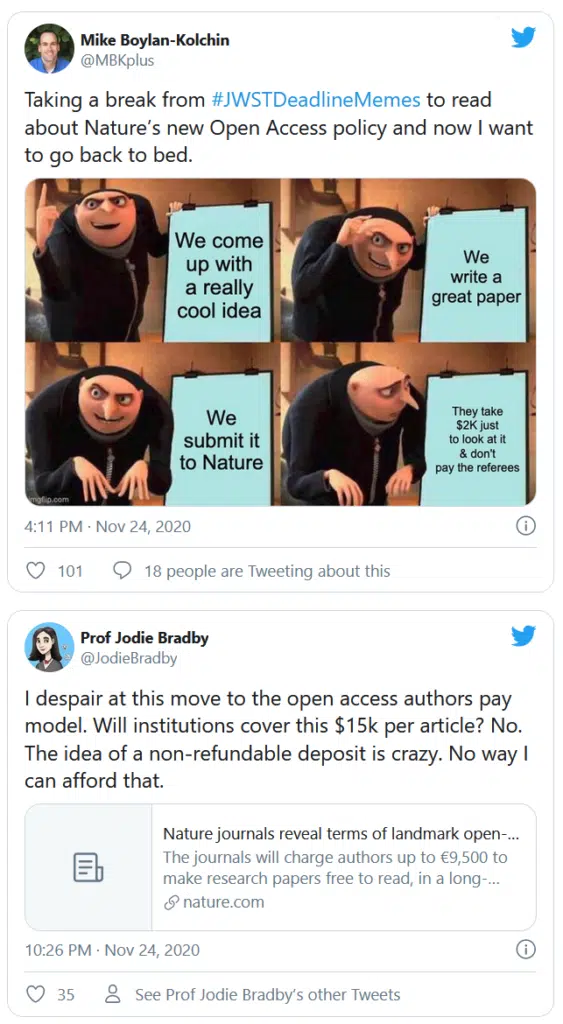 Mike Boylan-Kolchin
@MBKplus
Taking a break from #JWSTDeadlineMemes to read
about Nature's new Open Access policy and now I want
to go back to bed.
We come
up with
a really
cool idea
We
write a
great paper
We
submit it
to Nature
They take
$2K just
to look at it
& don't
pay the referees
imgflip.com
4:11 PM · Nov 24, 2020
101
18 people are Tweeting about this
Prof Jodie Bradby
@JodieBradby
I despair at this move to the open access authors pay
model. Will institutions cover this $15k per article? No.
The idea of a non-refundable deposit is crazy. No way I
can afford that.
Nature journals reveal terms of landmark open-...
The journals will charge authors up to €9,500 to
make research papers free to read, in a long-...
nature.com
10:26 PM · Nov 24, 2020
35
See Prof Jodie Bradby's other Tweets